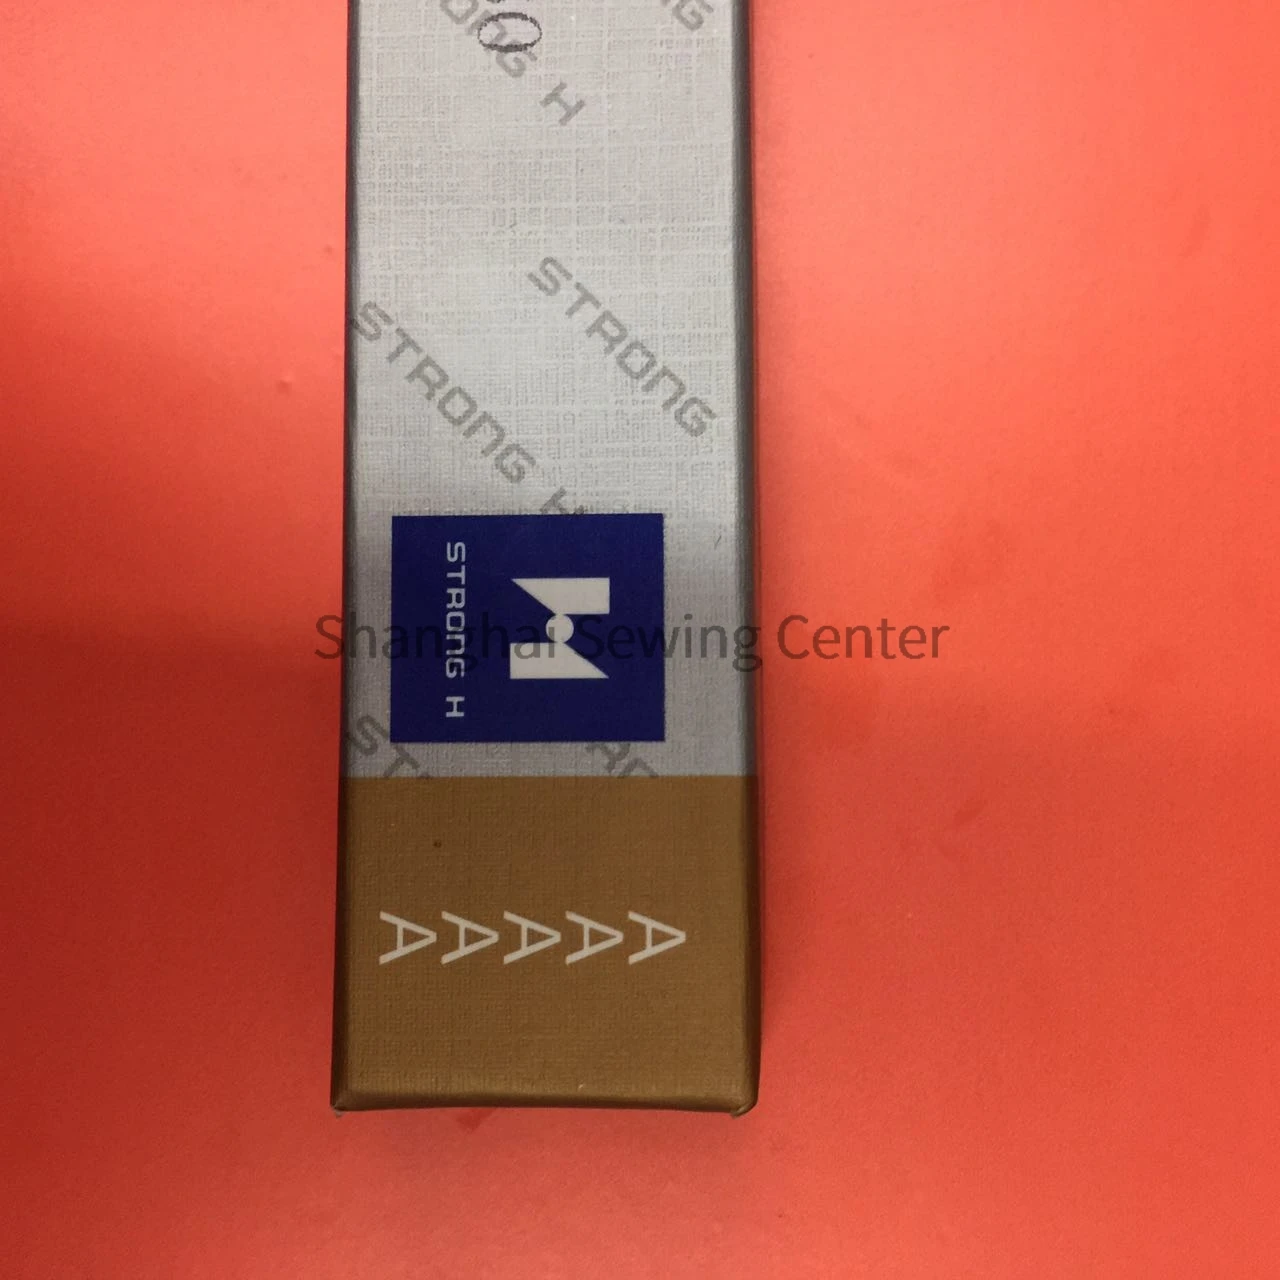 STRONG H
STRONG
STRONG H
STRONG H
Shanghai Sewing Center
AAAAA